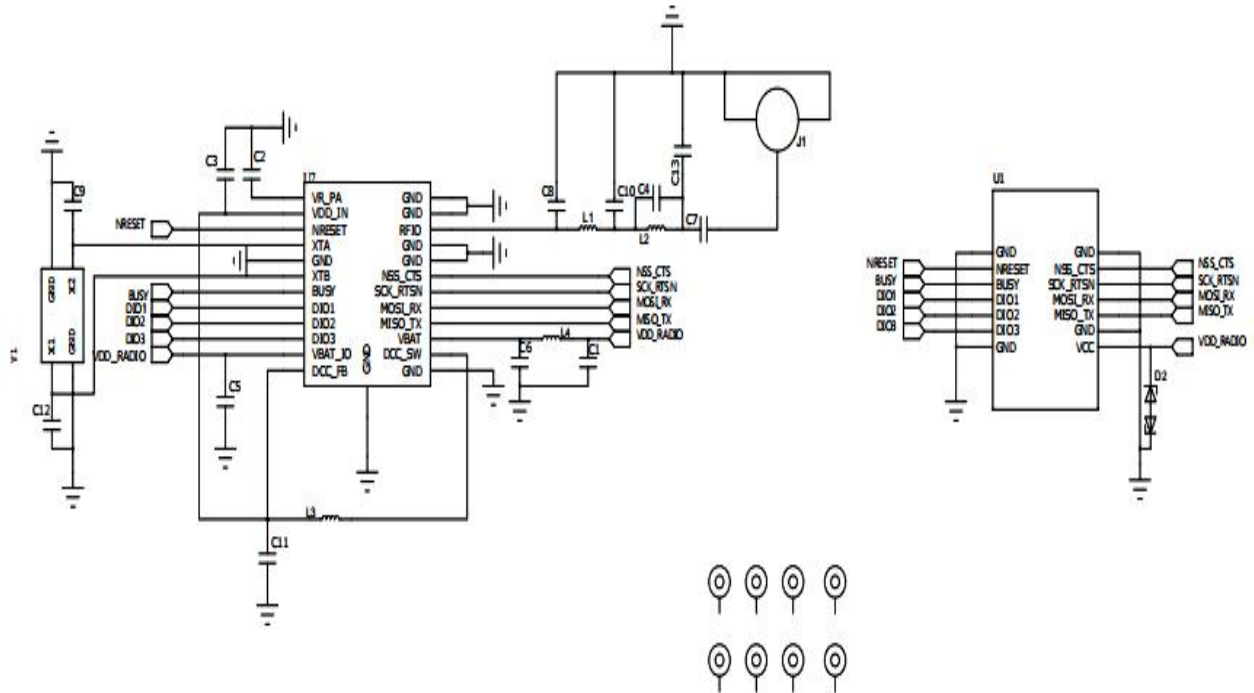 J1
C3
C2
C9
NRESET
VR_PA
VDD_IN
NRESET
XTA
GND
XTB
BUSY
DIO1
DIO2
DIO3
VBAT_IO
DCC_FB
GND
GND
GND
RFIO
GND
GND
NSS_CTS
SCK_RTSN
MOSI_RX
MISO_TX
VBAT
DCC_SW
GND
C8
C10
C13
C4
L1
L2
C7
NSS_CTS
SCK_RTSN
MOSI_RX
MISO_TX
VDD_RADIO
L4
C6
C1
BUSY
DIO1
DIO2
DIO3
VDD_RADIO
Y1
GND
X2
X1
GND
C12
C5
L3
C11
U1
NRESET
BUSY
DIO1
DIO2
DIO3
GND
NRESET
BUSY
DIO1
DIO2
DIO3
GND
GND
NSS_CTS
SCK_RTSN
MOSI_RX
MISO_TX
GND
VCC
NSS_CTS
SCK_RTSN
MOSI_RX
MISO_TX
VDD_RADIO
D2